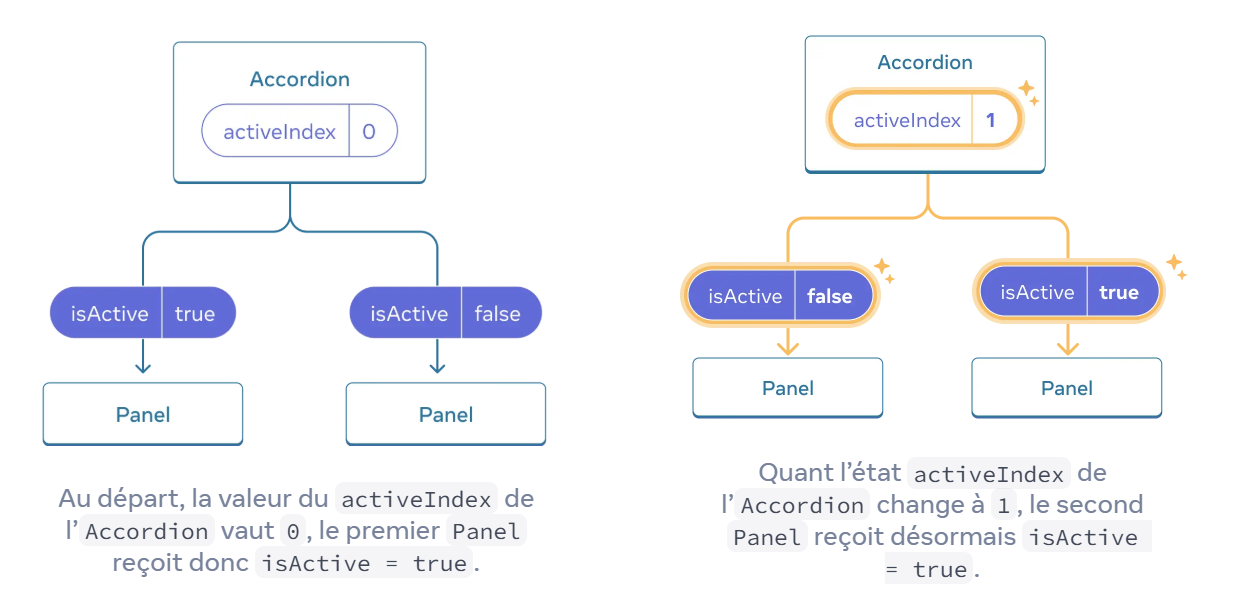 Accordion
activeIndex 0
isActive true
isActive false
Panel
Panel
Au départ, la valeur du activeIndex de
l’Accordion vaut 0, le premier Panel
reçoit donc isActive = true.
Accordion
activeIndex 1
isActive false
isActive true
Panel
Panel
Quant l’état activeIndex de
l’Accordion change à 1, le second
Panel reçoit désormais isActive
= true.